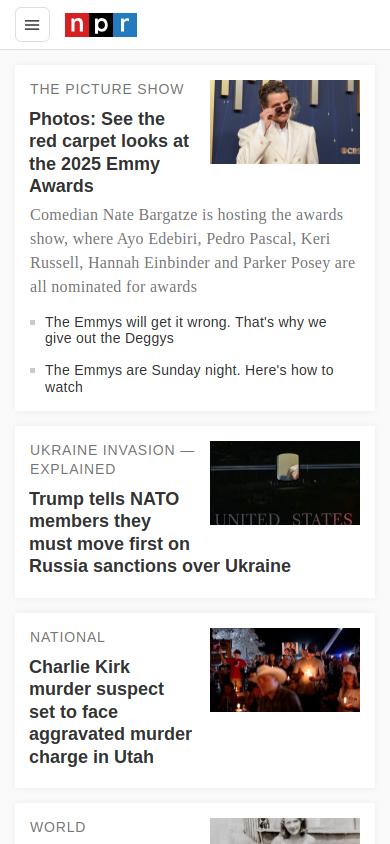 npr
THE PICTURE SHOW
Photos: See the
red carpet looks at
the 2025 Emmy
Awards
CBS
Comedian Nate Bargatze is hosting the awards
show, where Ayo Edebiri, Pedro Pascal, Keri
Russell, Hannah Einbinder and Parker Posey are
all nominated for awards
The Emmys will get it wrong. That's why we
give out the Deggys
The Emmys are Sunday night. Here's how to
watch
UKRAINE INVASION —
EXPLAINED
UNITED STATES
Trump tells NATO
members they
must move first on
Russia sanctions over Ukraine
NATIONAL
Charlie Kirk
murder suspect
set to face
aggravated murder
charge in Utah
WORLD